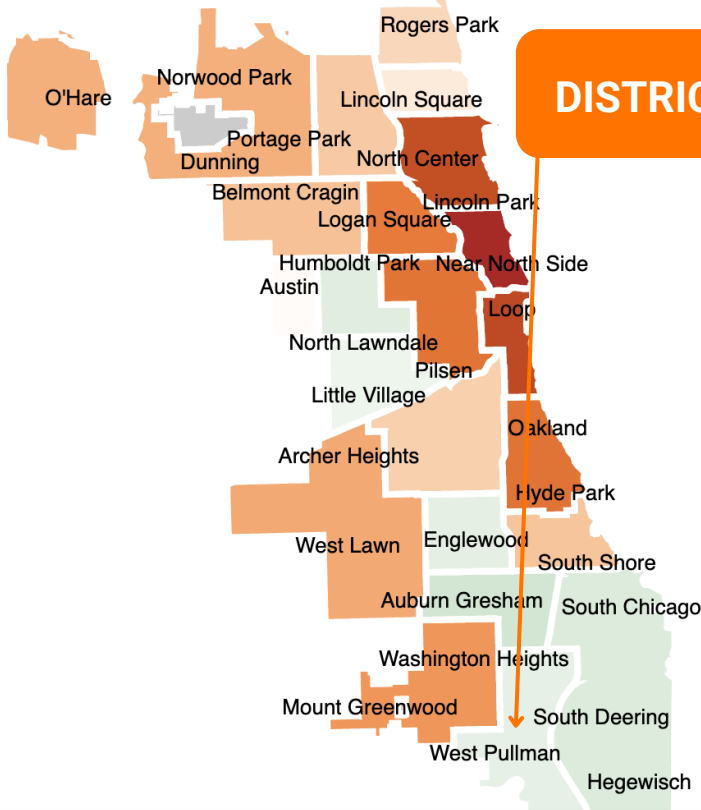 Rogers Park
DISTRIC
Norwood Park
O'Hare
Lincoln Square
Portage Park
North Center
Dunning
Belmont Cragin
Lincoln Park
Logan Square
Humboldt Park
Near North Side
Austin
Loop
North Lawndale
Pilsen
Little Village
Oakland
Archer Heights
Hyde Park
Englewood
West Lawn
South Shore
Auburn Gresham
South Chicago
Washington Heights
Mount Greenwood
South Deering
West Pullman
Hegewisch